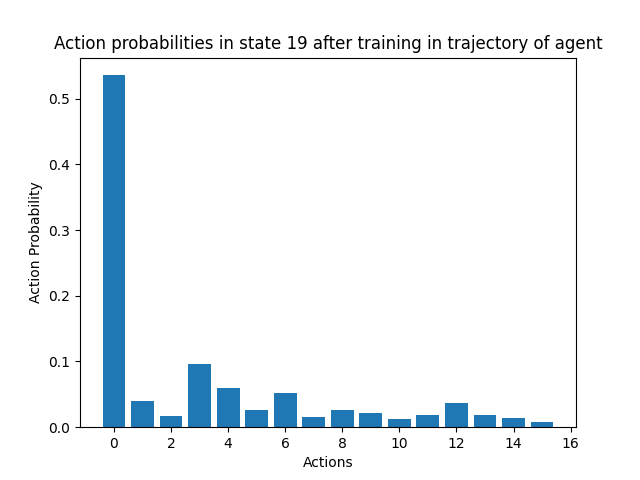 Action probabilities in state 19 after training in trajectory of agent
Action Probability
0.5
0.4
0.3
0.2
0.1
0.0
0 2 4 6 8 10 12 14 16
Actions